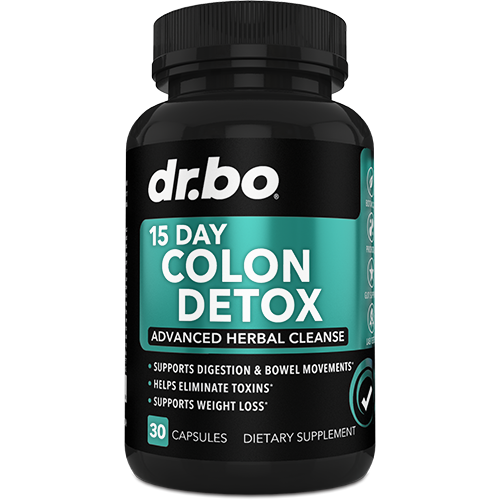 dr.bo®
15 DAY
COLON
DETOX
ADVANCED HERBAL CLEANSE
• SUPPORTS DIGESTION & BOWEL MOVEMENTS*
• HELPS ELIMINATE TOXINS*
• SUPPORTS WEIGHT LOSS*
30 CAPSULES DIETARY SUPPLEMENT